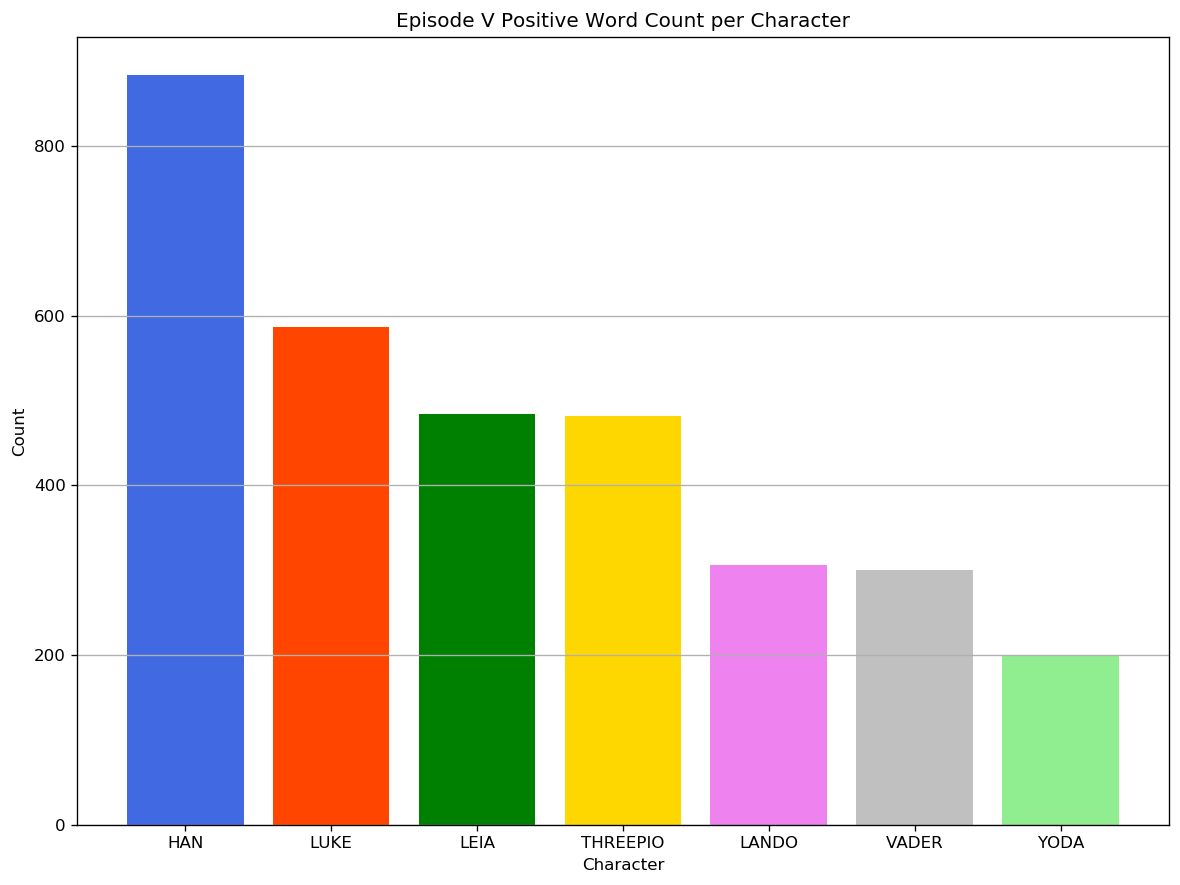 Episode V Positive Word Count per Character
800
600
400
200
0
Count
HAN LUKE LEIA THREEPIO LANDO VADER YODA
Character